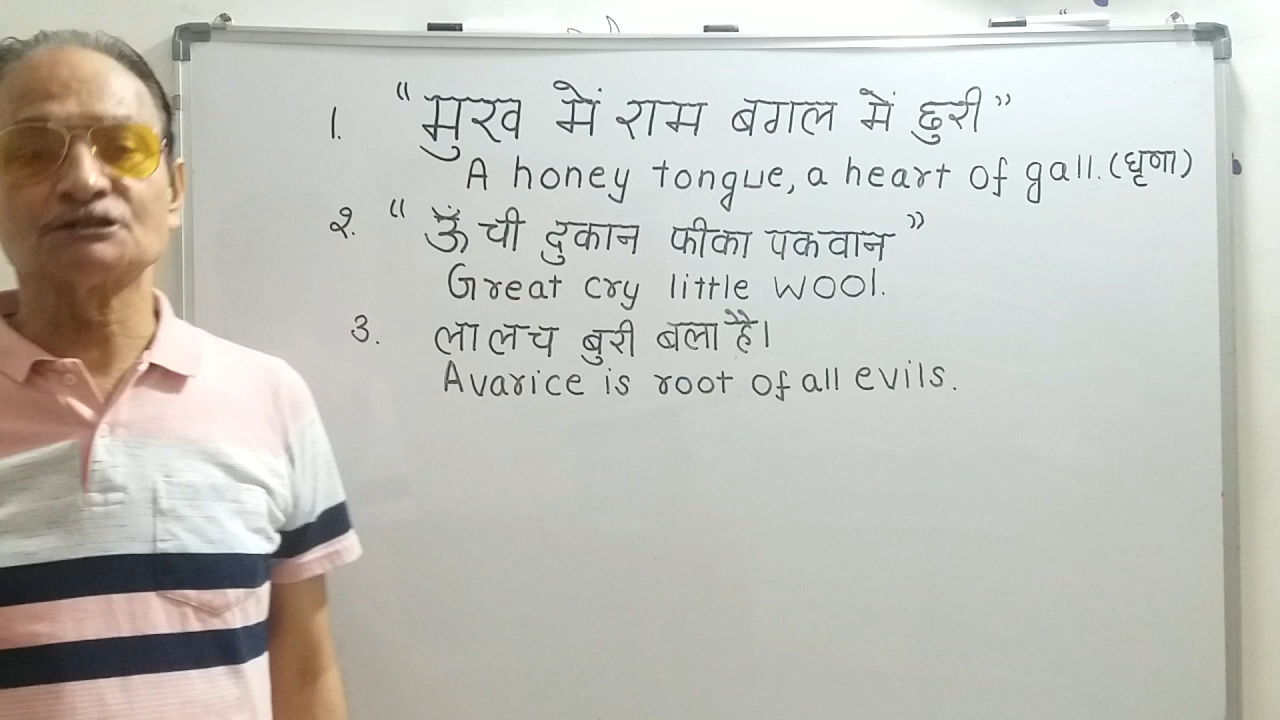 1. "मुख में राम बगल में छुरी"
A honey tongue, a heart of gall. (घृणा)
२. "ऊँची दुकान फीका पकवान"
Great cry little wool.
3. लालच बुरी बला है।
Avarice is root of all evils.